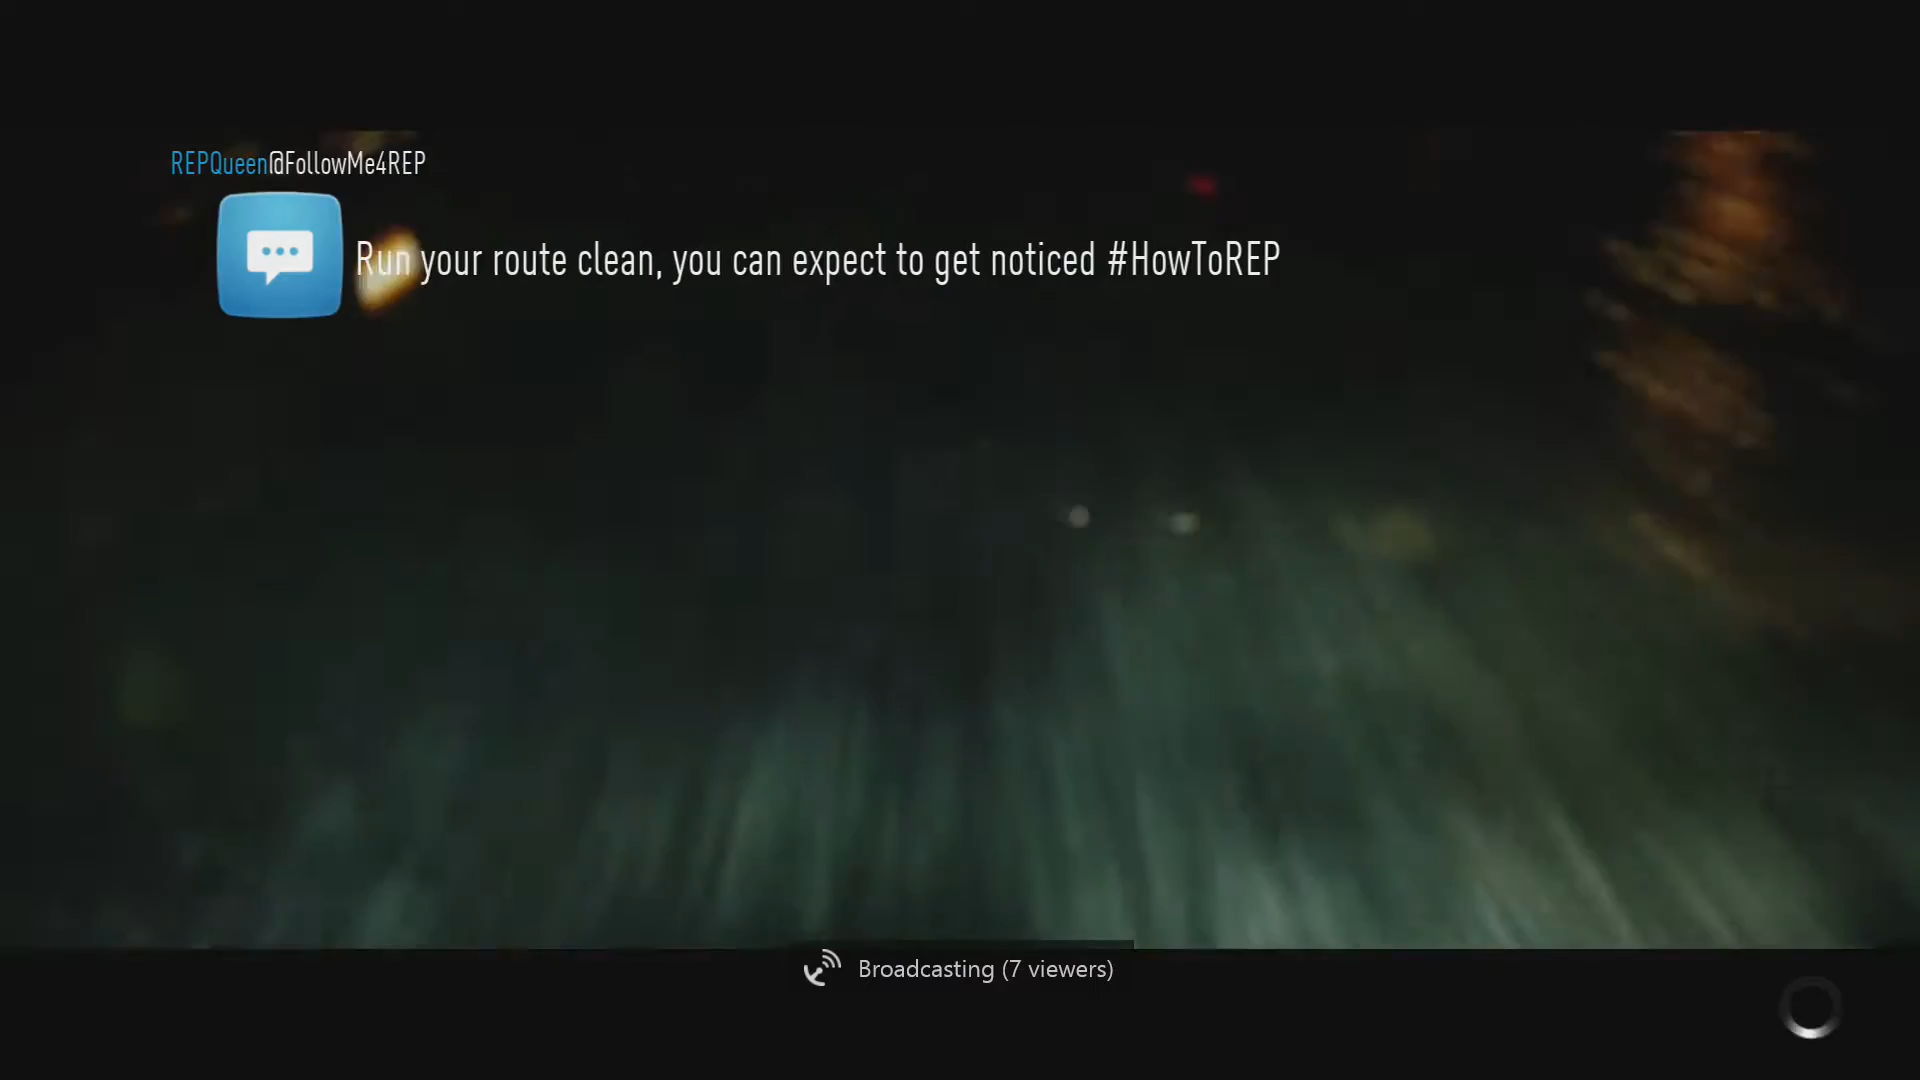 REPQueen@FollowMe4REP
Run your route clean, you can expect to get noticed #HowToREP
Broadcasting (7 viewers)